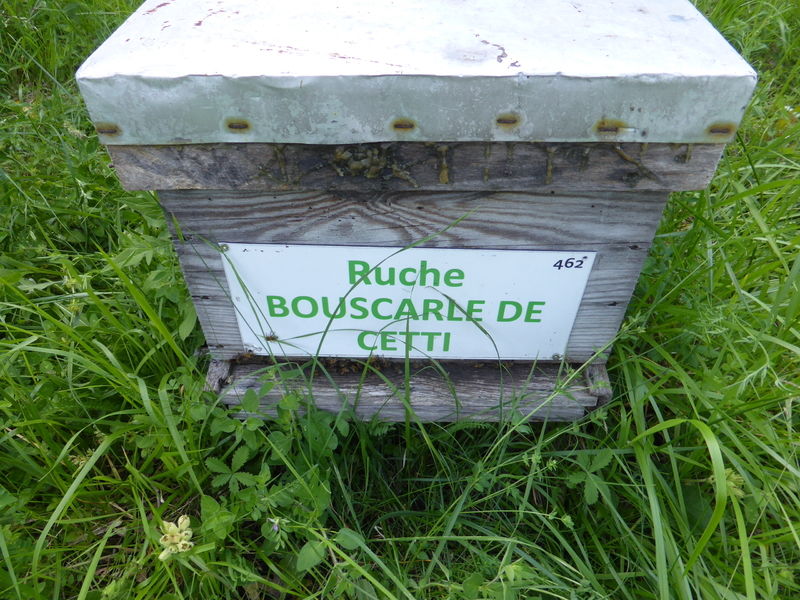 Ruche
462*
BOUSCARLE DE
CETTI